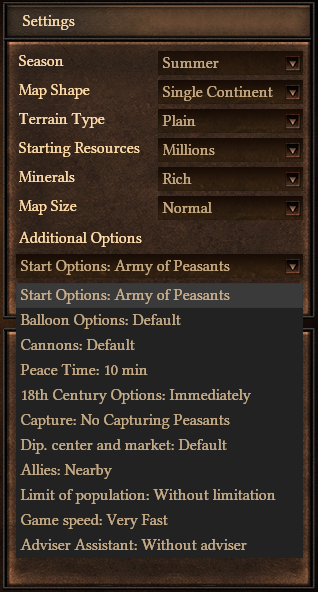 Settings
Season Summer
Map Shape Single Continent
Terrain Type Plain
Starting Resources Millions
Minerals Rich
Map Size Normal
Additional Options
Start Options: Army of Peasants
Start Options: Army of Peasants
Balloon Options: Default
Cannons: Default
Peace Time: 10 min
18th Century Options: Immediately
Capture: No Capturing Peasants
Dip. center and market: Default
Allies: Nearby
Limit of population: Without limitation
Game speed: Very Fast
Adviser Assistant: Without adviser